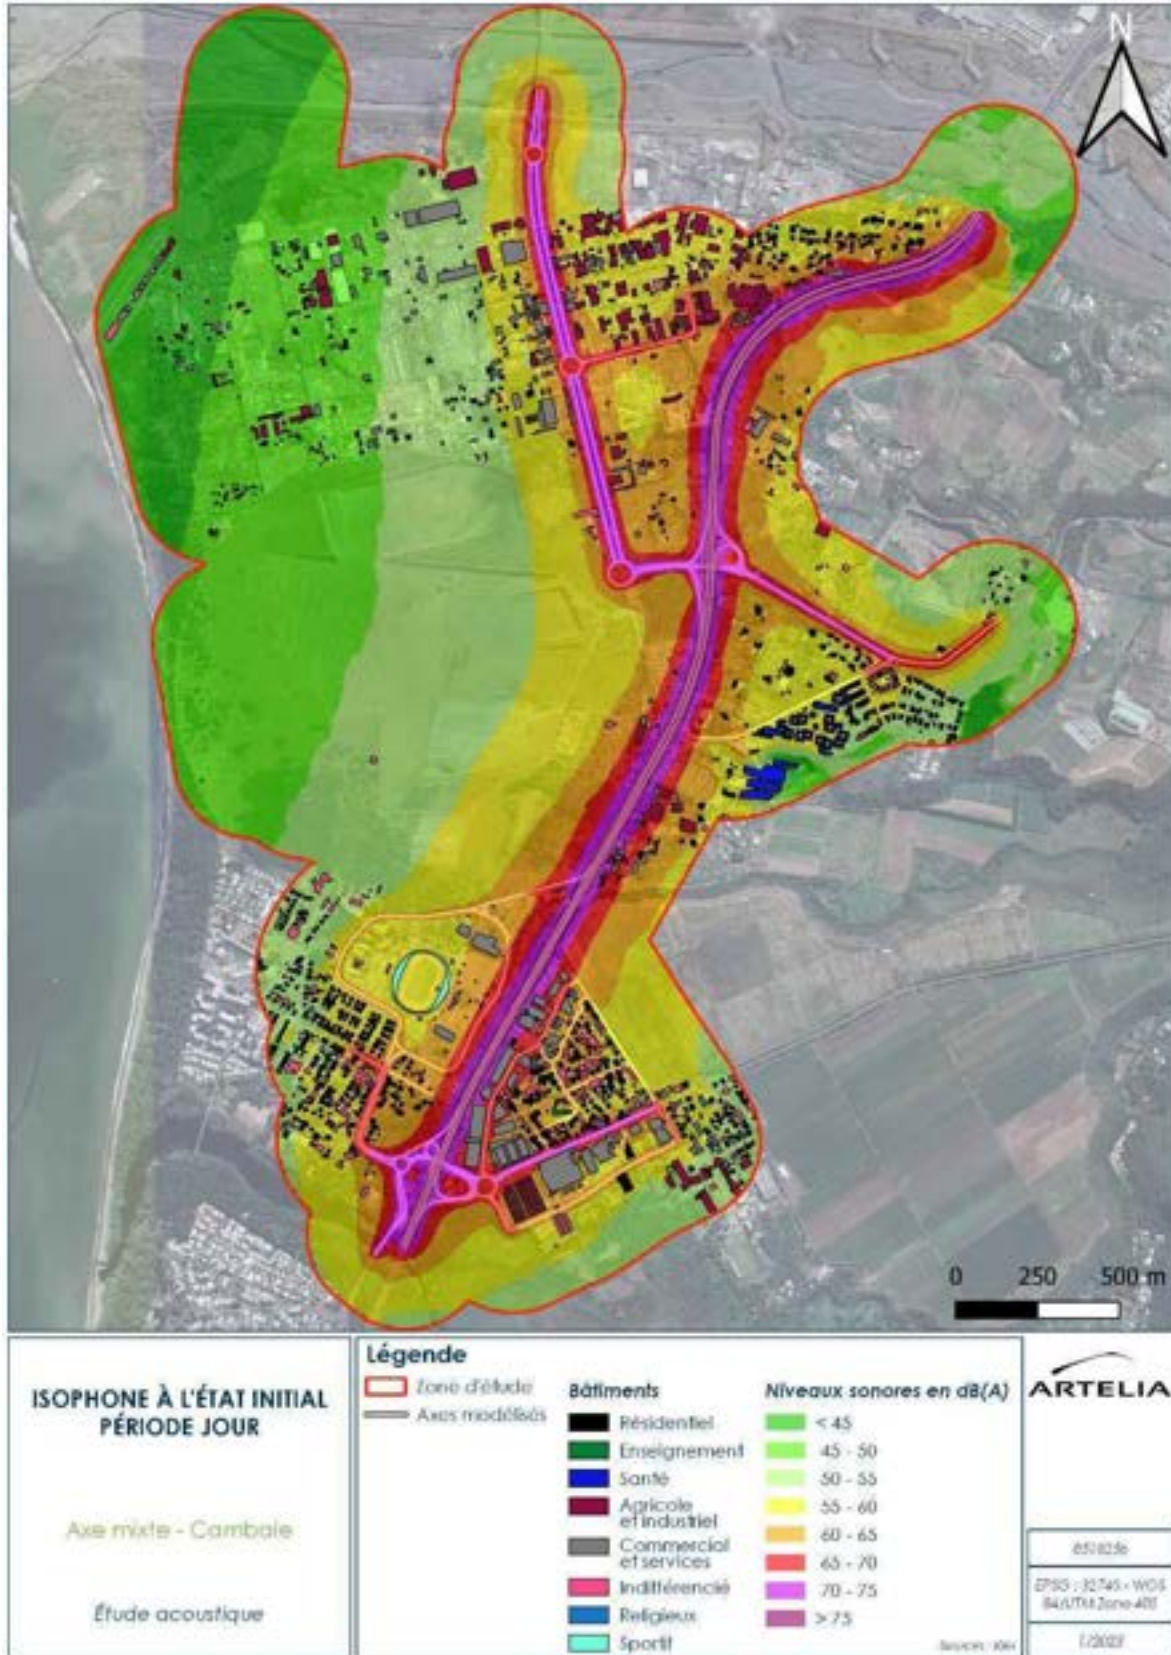 N
0 250 500 m
ISOPHONE À L'ÉTAT INITIAL
PÉRIODE JOUR
Axe mixte - Cambaie
Étude acoustique
Légende
Zone d'étude
Axes modélisés
Bâtiments
Résidentiel
Enseignement
Santé
Agricole
et industriel
Commercial
et services
Indifférencié
Religieux
Sportif
Niveaux sonores en dB(A)
< 45
45 - 50
50 - 55
55 - 60
60 - 65
65 - 70
70 - 75
> 75
ARTELIA
1/2023